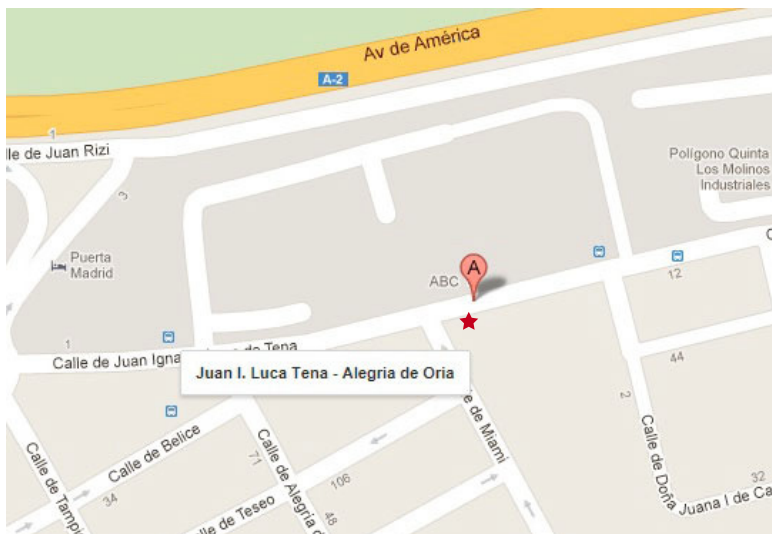 Av de América
A-2
1
lle de Juan Rizi
3
Polígono Quinta
Los Molinos
Industriales
Puerta
Madrid
ABC
A
12
1
Calle de Juan Igna
de Tena
Juan I. Luca Tena - Alegria de Oria
44
2
de Miami
Calle de Belice
Calle de Tampi
34
71
Calle de Alegria d
106
lle de Teseo
48
Calle de Doña
Juana I de Ca
32